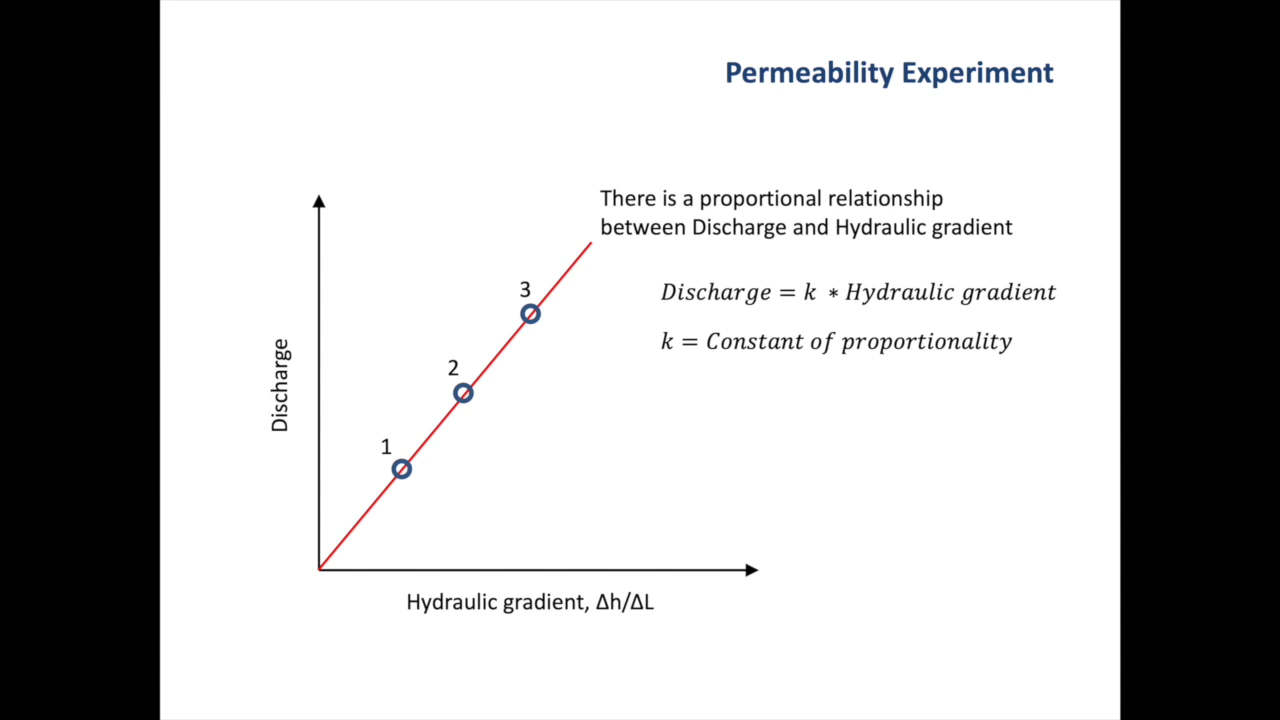 Permeability Experiment
There is a proportional relationship
between Discharge and Hydraulic gradient
Discharge = k ∗ Hydraulic gradient
k = Constant of proportionality
3
2
1
Discharge
Hydraulic gradient, Δh/ΔL